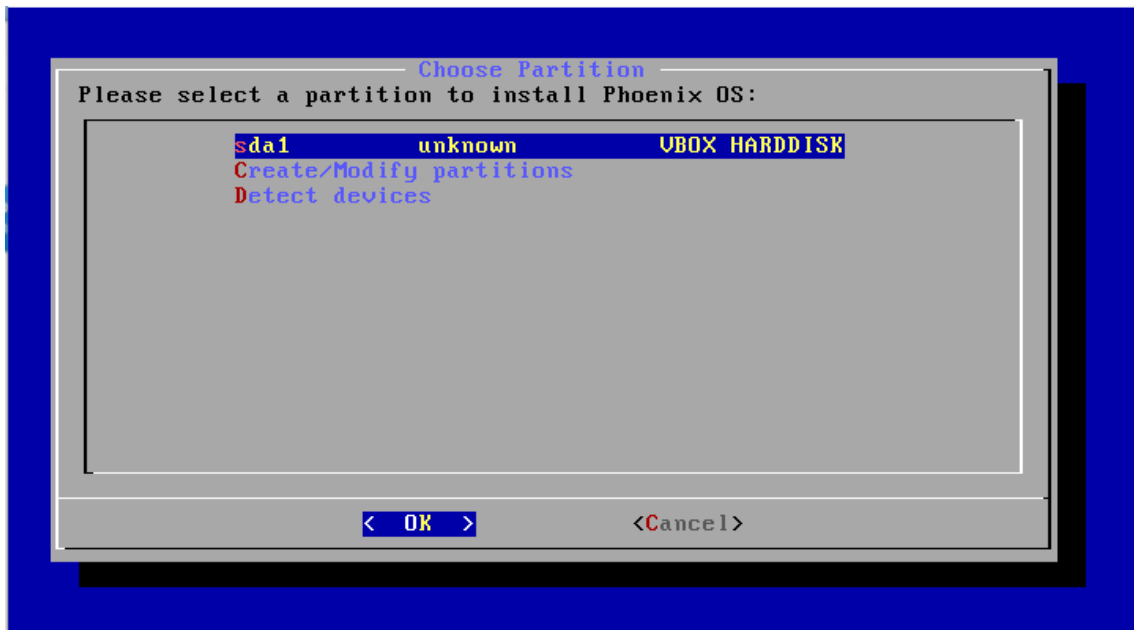 Choose Partition
Please select a partition to install Phoenix OS:
sda1 unknown VBOX HARDDISK
Create/Modify partitions
Detect devices
< OK > <Cancel>